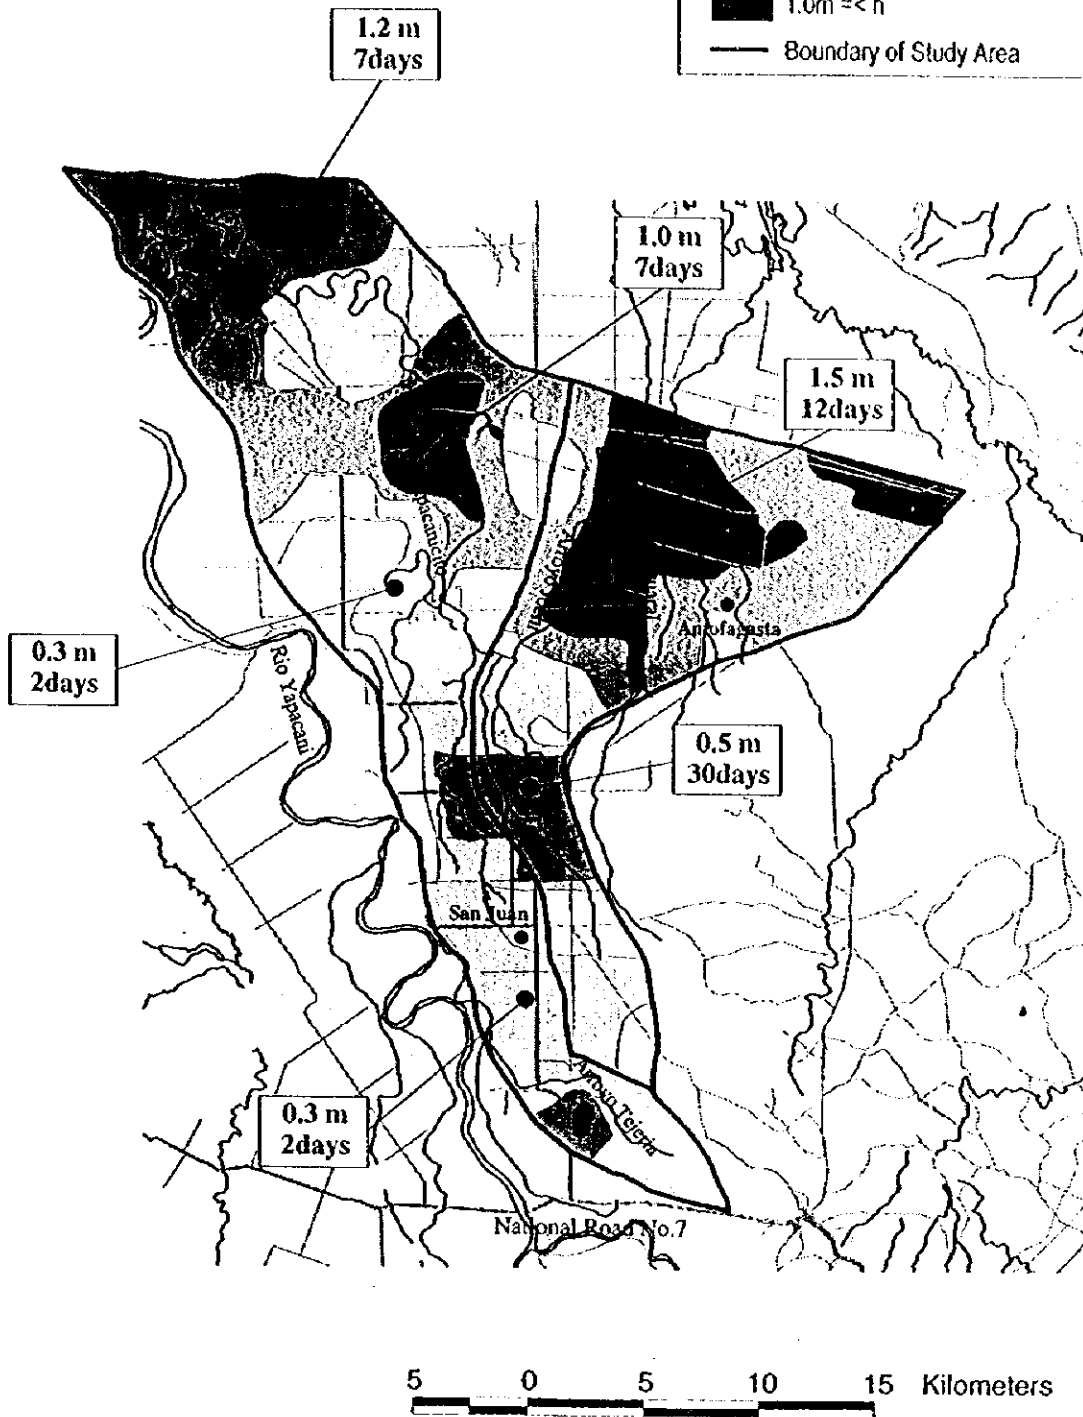 1.0m =< h
Boundary of Study Area
1.2 m
7days
1.0 m
7days
1.5 m
12days
Antofagasta
0.3 m
2days
Rio Yapacani
0.5 m
30days
San Juan
0.3 m
2days
Arroyo Tejeria
National Road No.7
5 0 5 10 15 Kilometers